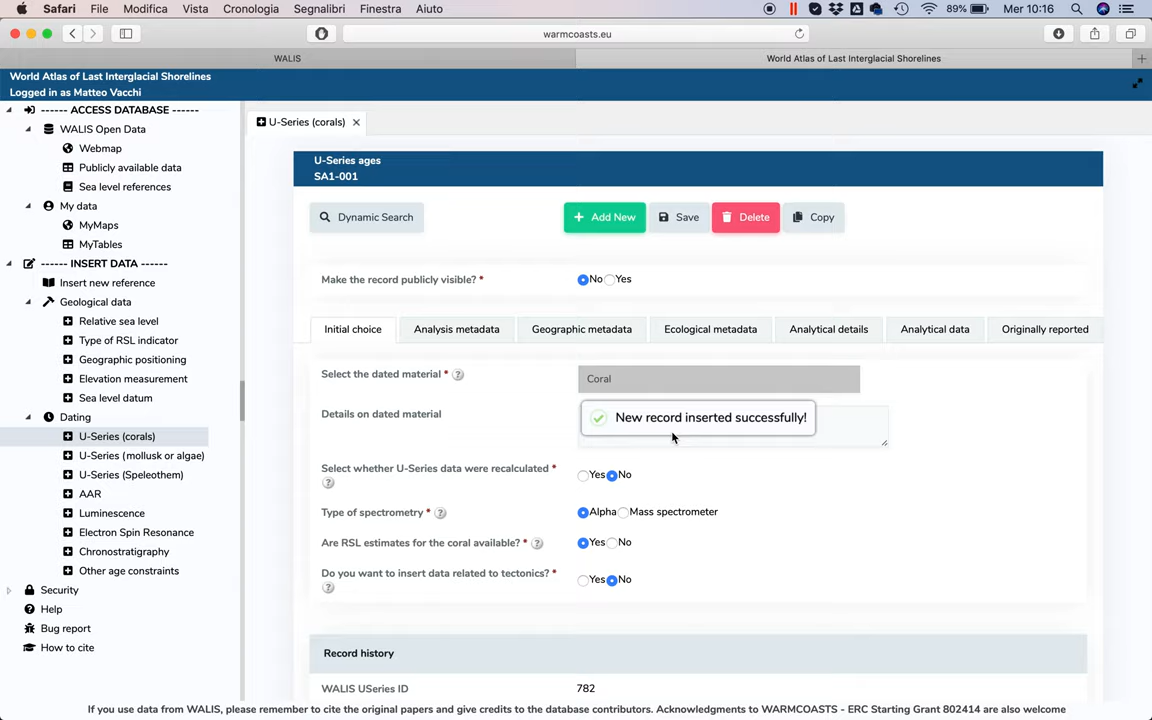 Safari File Modifica Vista Cronologia Segnalibri Finestra Aiuto 89% Mer 10:16
warmcoasts.eu
WALIS World Atlas of Last Interglacial Shorelines
World Atlas of Last Interglacial Shorelines
Logged in as Matteo Vacchi
------ ACCESS DATABASE ------
WALIS Open Data
Webmap
Publicly available data
Sea level references
My data
MyMaps
MyTables
------ INSERT DATA ------
Insert new reference
Geological data
Relative sea level
Type of RSL indicator
Geographic positioning
Elevation measurement
Sea level datum
Dating
U-Series (corals)
U-Series (mollusk or algae)
U-Series (Speleothem)
AAR
Luminescence
Electron Spin Resonance
Chronostratigraphy
Other age constraints
Security
Help
Bug report
How to cite
U-Series (corals)
U-Series ages
SA1-001
Dynamic Search Add New Save Delete Copy
Make the record publicly visible? * No Yes
Initial choice Analysis metadata Geographic metadata Ecological metadata Analytical details Analytical data Originally reported
Select the dated material * ? Coral
Details on dated material
New record inserted successfully!
Select whether U-Series data were recalculated * ? Yes No
Type of spectrometry * ? Alpha Mass spectrometer
Are RSL estimates for the coral available? * ? Yes No
Do you want to insert data related to tectonics? * ? Yes No
Record history
WALIS USeries ID 782
If you use data from WALIS, please remember to cite the original papers and give credits to the database contributors. Acknowledgments to WARMCOASTS - ERC Starting Grant 802414 are also welcome